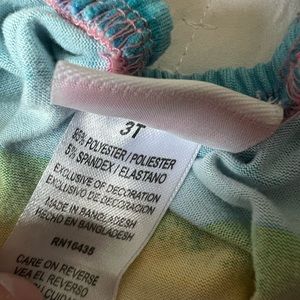 3T
95% POLYESTER/POLIESTER
5% SPANDEX/ELASTANO
EXCLUSIVE OF DECORATION
EXCLUSIVO DE DECORACIÓN
MADE IN BANGLADESH
HECHO EN BANGLADESH
RN16435
CARE ON REVERSE
VEA EL REVERSO